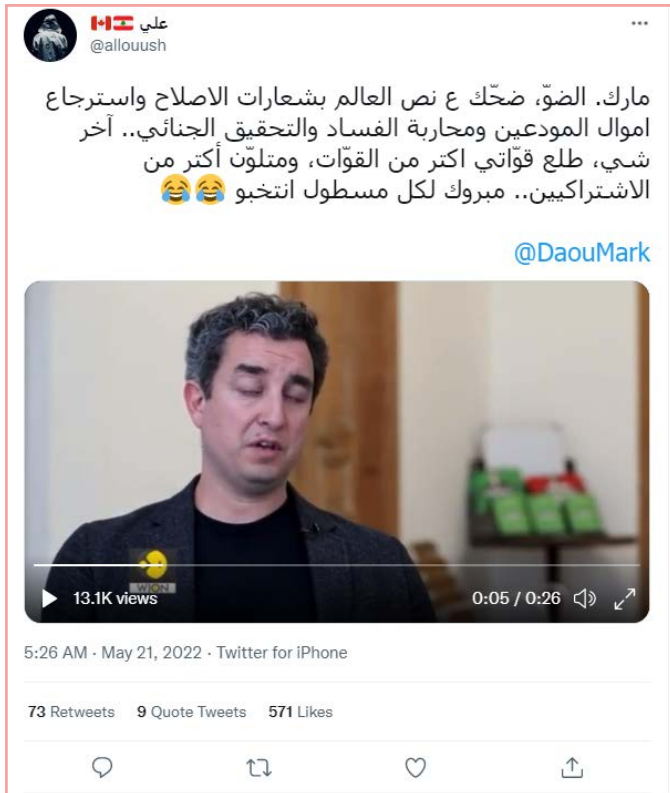 علي 🇱🇧🇨🇦
@allouush
مارك. الضوّ، ضحّك ع نص العالم بشعارات الاصلاح واسترجاع
اموال المودعين ومحاربة الفساد والتحقيق الجنائي.. آخر
شي، طلع قوّاتي اكتر من القوّات، ومتلوّن أكتر من
الاشتراكيين.. مبروك لكل مسطول انتخبو 😂😂
@DaouMark
WION
13.1K views
0:05 / 0:26
5:26 AM · May 21, 2022 · Twitter for iPhone
73 Retweets 9 Quote Tweets 571 Likes